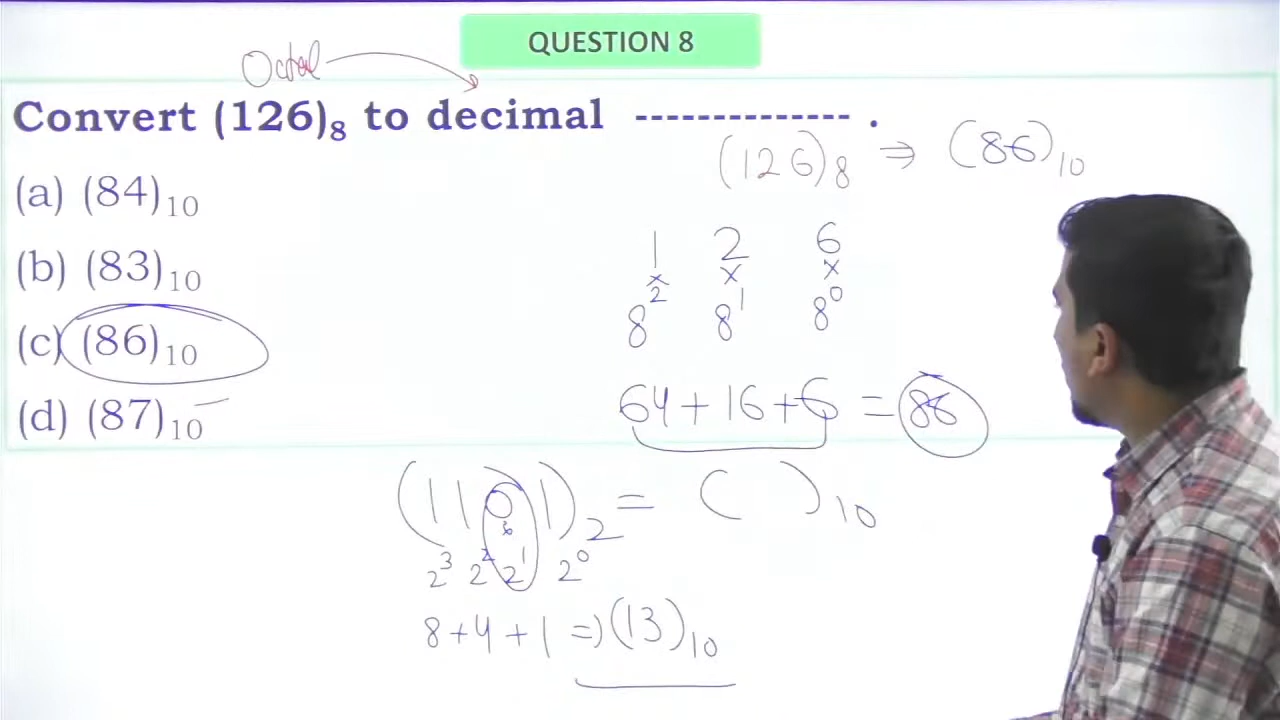 QUESTION 8
Octal
Convert (126)₈ to decimal -------------- .
(126)₈ ⇒ (86)₁₀
(a) (84)₁₀
(b) (83)₁₀
(c) (86)₁₀
(d) (87)₁₀
1 2 6
× × ×
8² 8¹ 8⁰
64 + 16 + 6 = 86
(1101)₂ = ( )₁₀
×
2³ 2² 2¹ 2⁰
8 + 4 + 1 ⇒ (13)₁₀